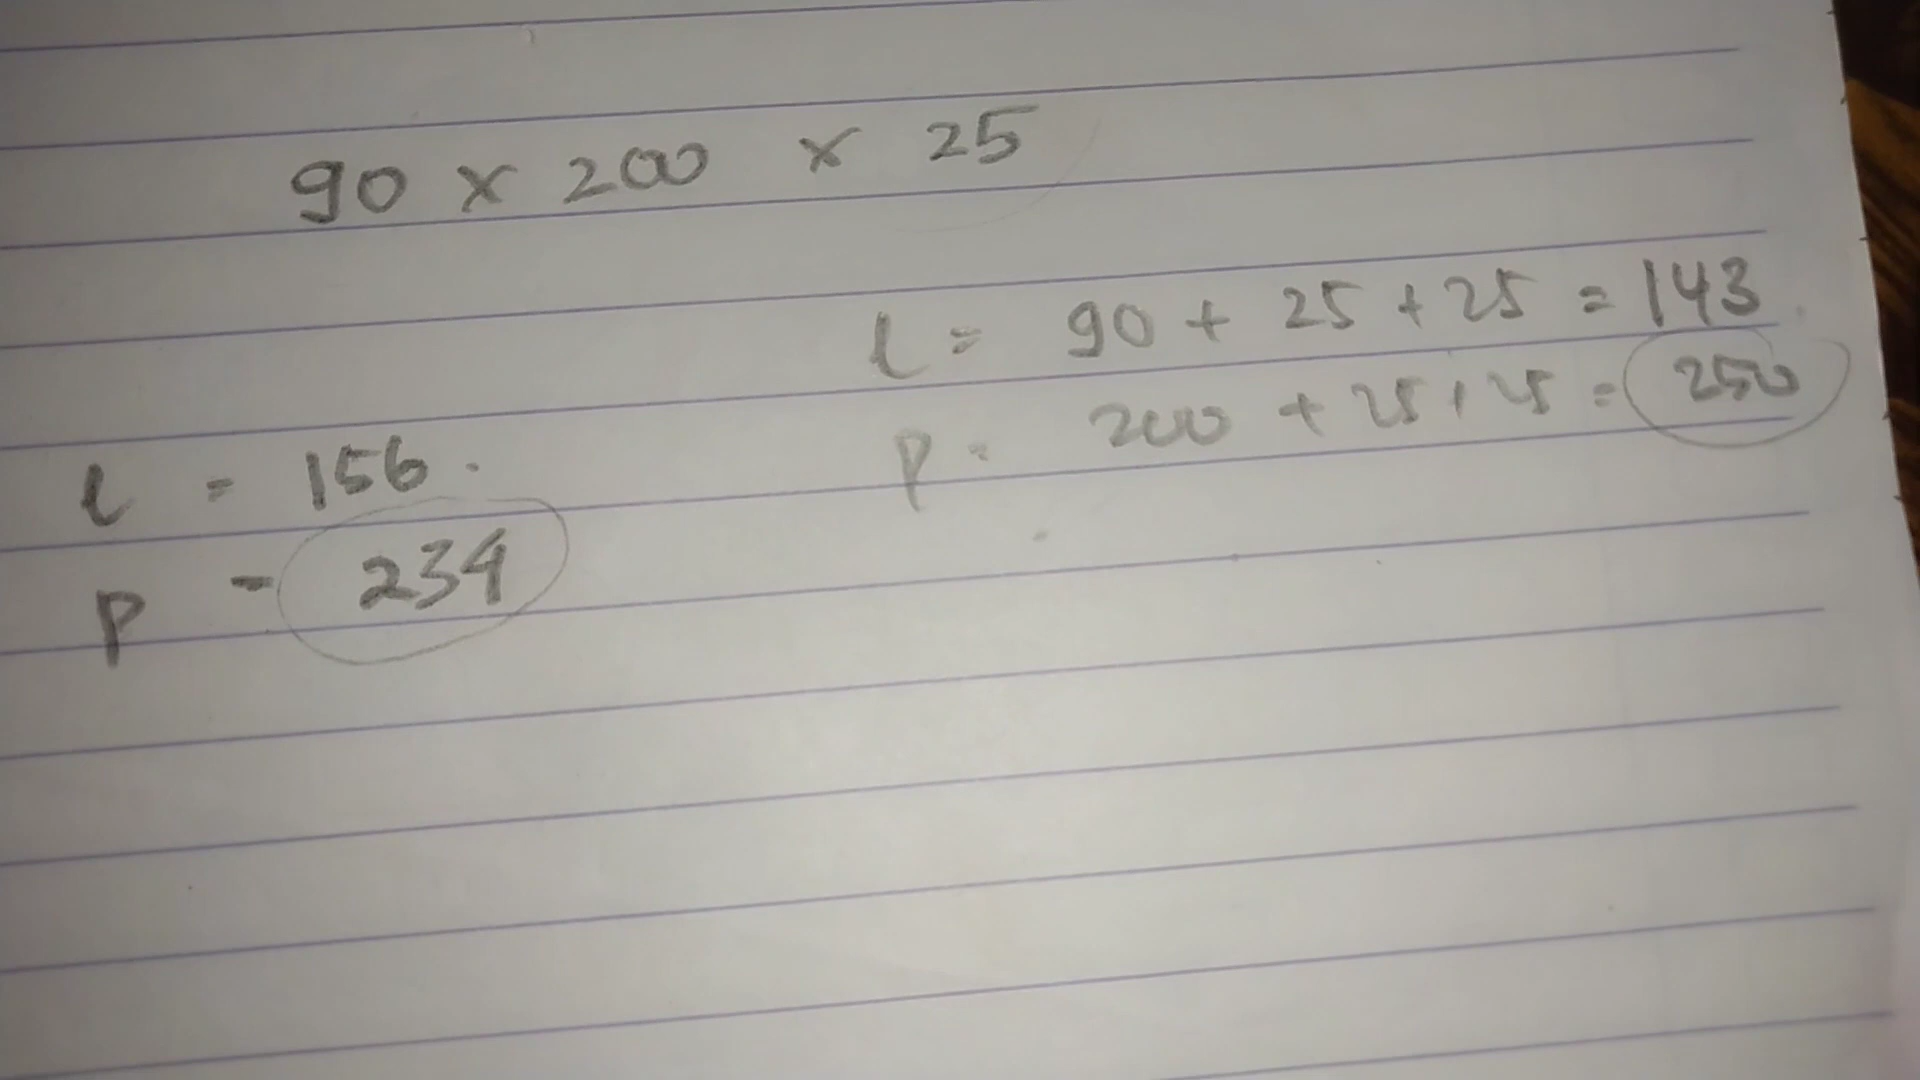 90 x 200 x 25
l = 90 + 25 + 25 = 143
p = 200 + 25 + 25 = 250
l = 156.
p = 234